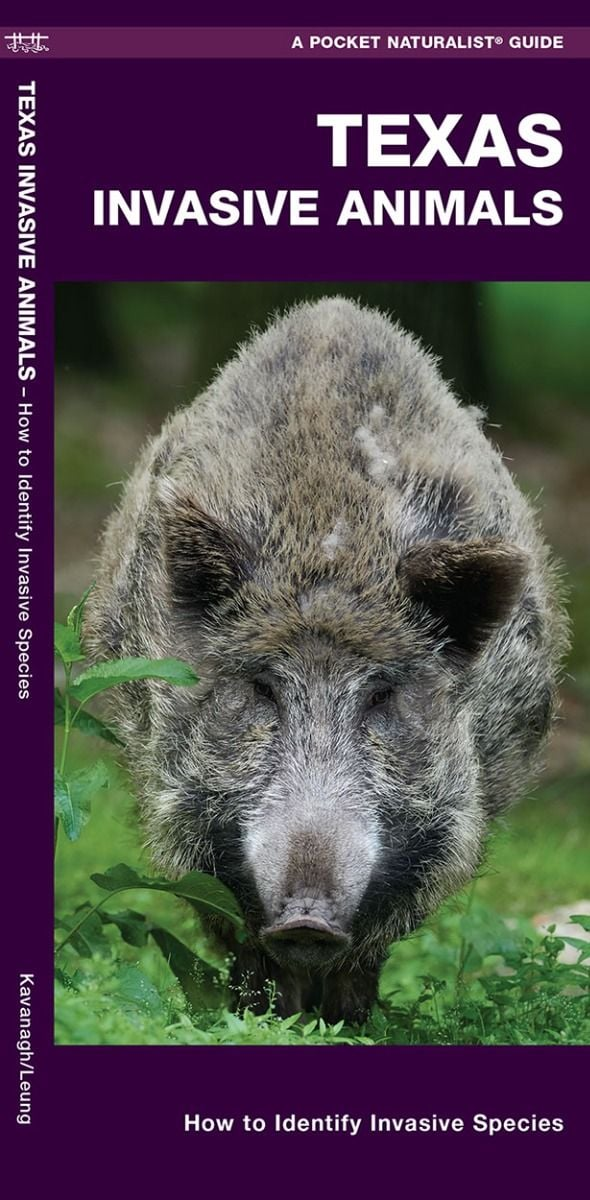 A POCKET NATURALIST® GUIDE
TEXAS
INVASIVE ANIMALS
TEXAS INVASIVE ANIMALS – How to Identify Invasive Species
Kavanagh/Leung
How to Identify Invasive Species